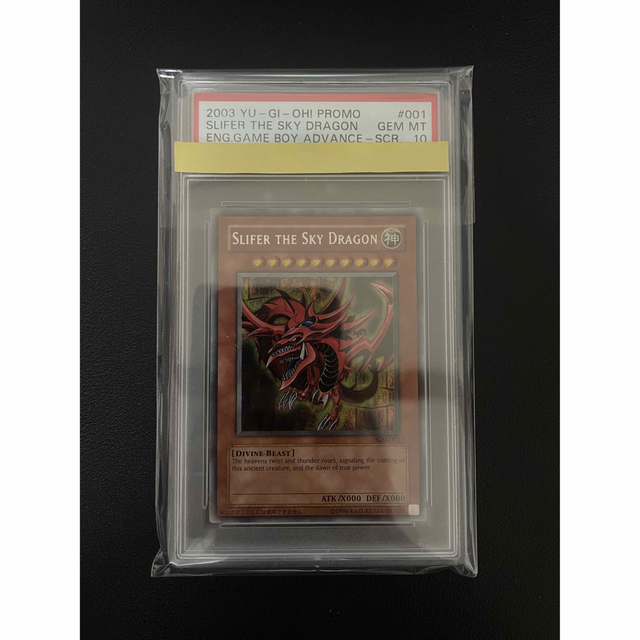 2003 YU-GI-OH! PROMO #001
SLIFER THE SKY DRAGON GEM MT
ENG.GAME BOY ADVANCE-SCR. 10
SLIFER THE SKY DRAGON 神
[DIVINE-BEAST]
The heavens twist and thunder roars, signaling the coming of
this ancient creature, and the dawn of true power.
ATK/X000 DEF/X000